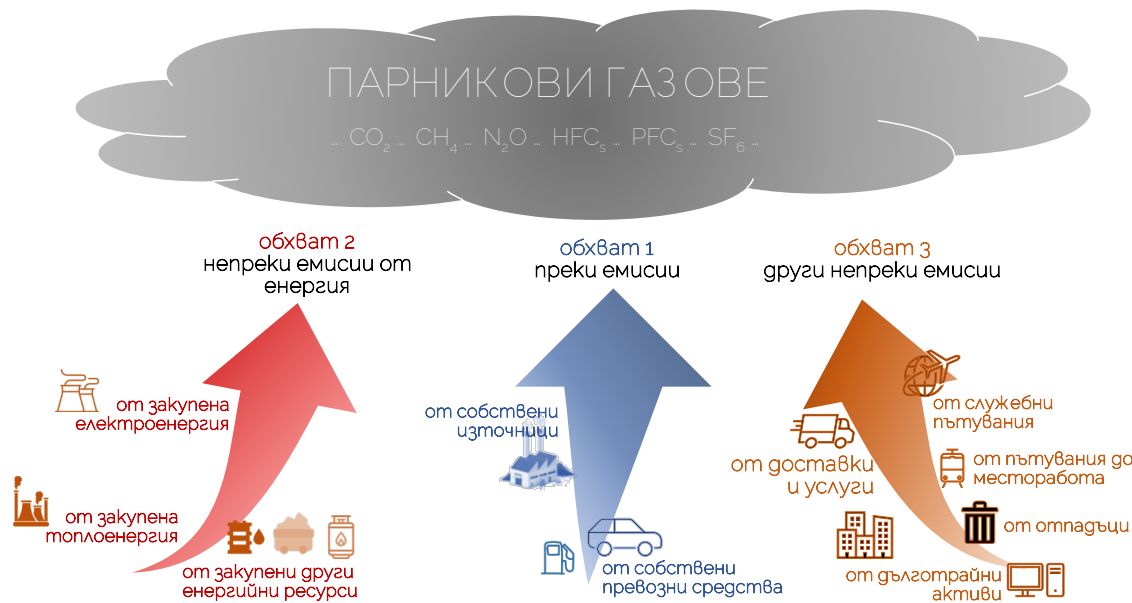 ПАРНИКОВИ ГАЗОВЕ
... CO₂ ... CH₄ ... N₂O ... HFCₛ ... PFCₛ ... SF₆ ...
обхват 2
непреки емисии от
енергия
обхват 1
преки емисии
обхват 3
други непреки емисии
от закупена
електроенергия
от закупена
топлоенергия
от закупени други
енергийни ресурси
от собствени
източници
от собствени
превозни средства
от служебни
пътувания
от доставки
и услуги
от пътувания до
месторабота
от отпадъци
от дълготрайни
активи